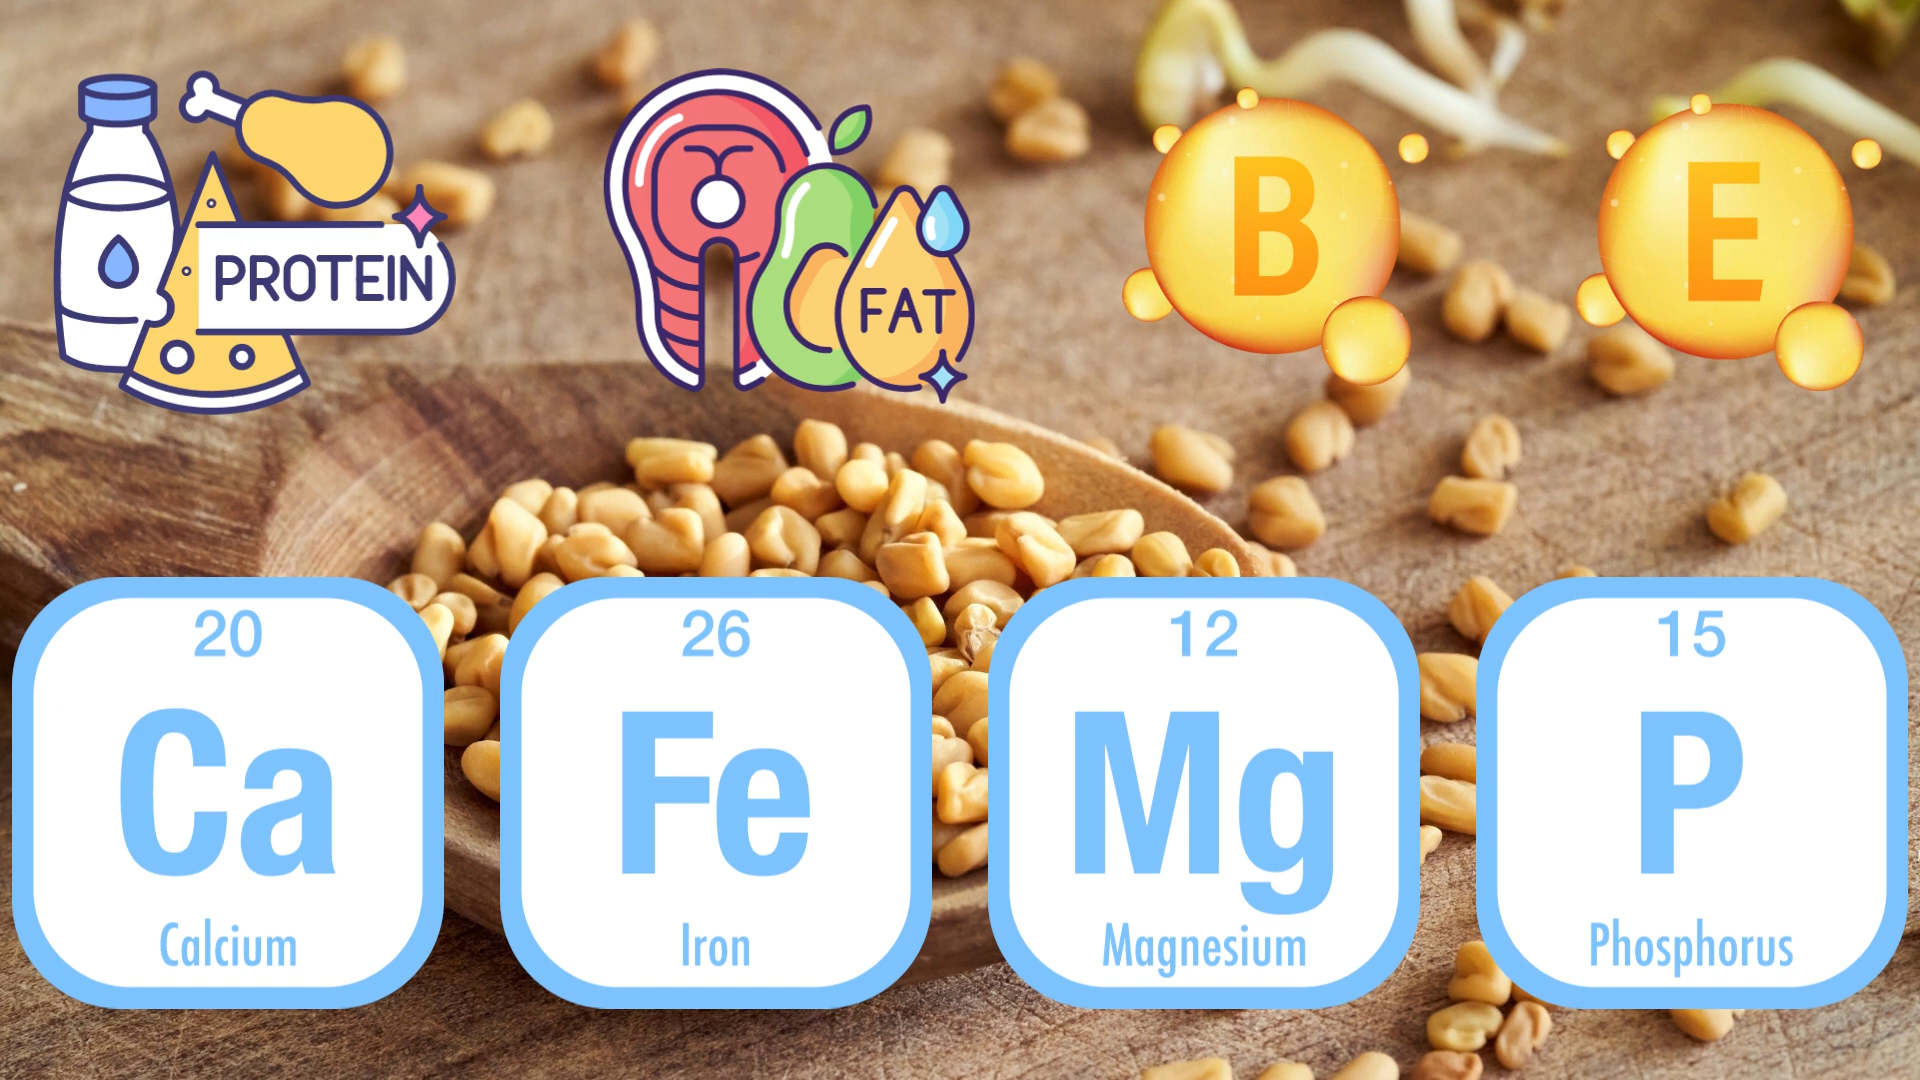 PROTEIN
FAT
B
E
20
Ca
Calcium
26
Fe
Iron
12
Mg
Magnesium
15
P
Phosphorus